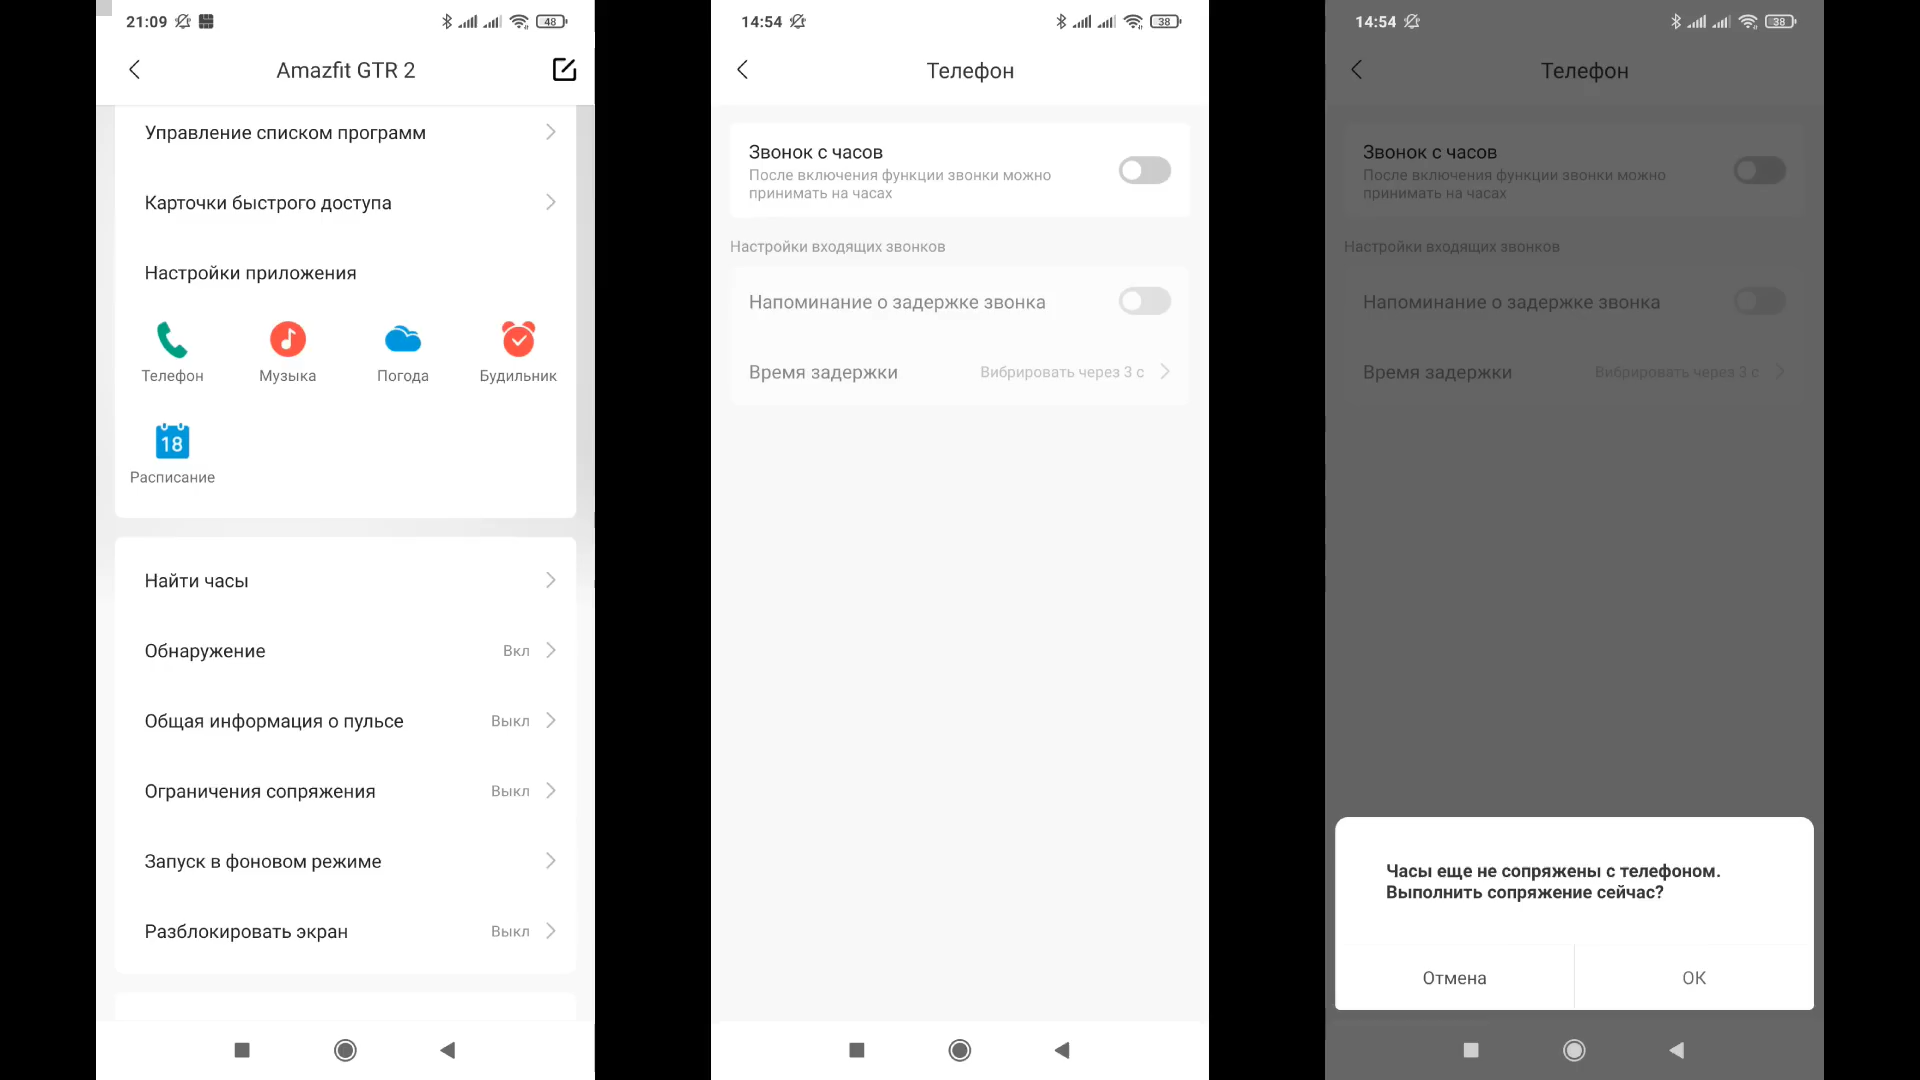 21:09
48
Amazfit GTR 2
Управление списком программ
Карточки быстрого доступа
Настройки приложения
Телефон
Музыка
Погода
Будильник
18
Расписание
Найти часы
Обнаружение
Вкл
Общая информация о пульсе
Выкл
Ограничения сопряжения
Выкл
Запуск в фоновом режиме
Разблокировать экран
Выкл
14:54
38
Телефон
Звонок с часов
После включения функции звонки можно
принимать на часах
Настройки входящих звонков
Напоминание о задержке звонка
Время задержки
Вибрировать через 3 с
14:54
38
Телефон
Звонок с часов
После включения функции звонки можно
принимать на часах
Настройки входящих звонков
Напоминание о задержке звонка
Время задержки
Вибрировать через 3 с
Часы еще не сопряжены с телефоном.
Выполнить сопряжение сейчас?
Отмена
ОК